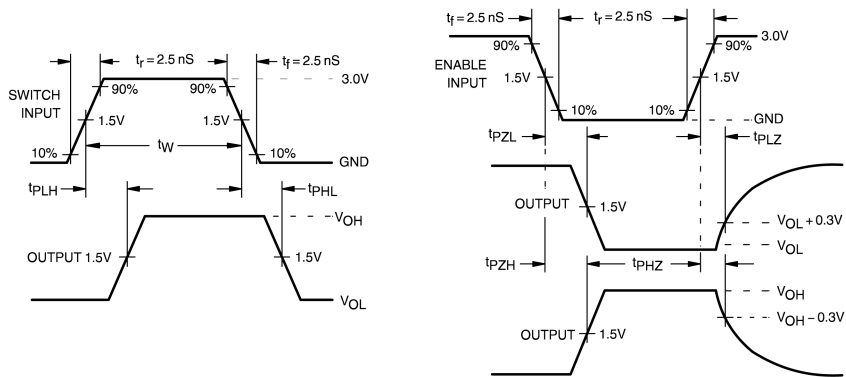 tr = 2.5 nS
tf = 2.5 nS
3.0V
SWITCH
INPUT
90%
90%
1.5V
1.5V
tW
10%
10%
GND
tPLH
tPHL
VOH
OUTPUT 1.5V
1.5V
VOL
tf = 2.5 nS
tr = 2.5 nS
3.0V
90%
90%
ENABLE
INPUT
1.5V
1.5V
10%
10%
GND
tPZL
tPLZ
OUTPUT
1.5V
VOL + 0.3V
VOL
tPZH
tPHZ
VOH
VOH − 0.3V
OUTPUT
1.5V